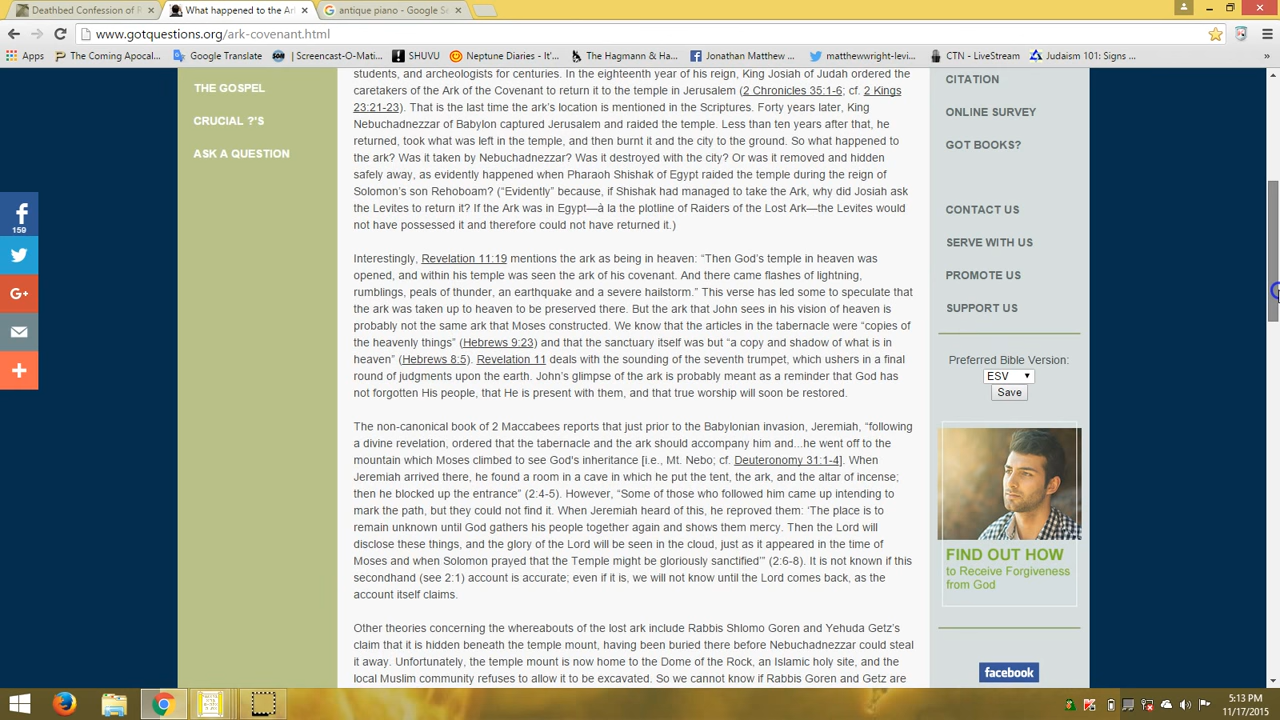 Deathbed Confession of
What happened to the Ar
antique piano - Google Se
www.gotquestions.org/ark-covenant.html
Apps
The Coming Apocal...
Google Translate
Screencast-O-Mati...
SHUVU
Neptune Diaries -...
The Hagmann & Ha...
Jonathan Matthew ...
matthewwright-levi...
CTN - LiveStream
Judaism 101: Signs ...
»
THE GOSPEL
CRUCIAL ?'S
ASK A QUESTION
159
students, and archeologists for centuries. In the eighteenth year of his reign, King Josiah of Judah ordered the
caretakers of the Ark of the Covenant to return it to the temple in Jerusalem (2 Chronicles 35:1-6; cf. 2 Kings
23:21-23). That is the last time the ark's location is mentioned in the Scriptures. Forty years later, King
Nebuchadnezzar of Babylon captured Jerusalem and raided the temple. Less than ten years after that, he
returned, took what was left in the temple, and then burnt it and the city to the ground. So what happened to
the ark? Was it taken by Nebuchadnezzar? Was it destroyed with the city? Or was it removed and hidden
safely away, as evidently happened when Pharaoh Shishak of Egypt raided the temple during the reign of
Solomon's son Rehoboam? (“Evidently” because, if Shishak had managed to take the Ark, why did Josiah ask
the Levites to return it? If the Ark was in Egypt—à la the plotline of Raiders of the Lost Ark—the Levites would
not have possessed it and therefore could not have returned it.)
Interestingly, Revelation 11:19 mentions the ark as being in heaven: “Then God's temple in heaven was
opened, and within his temple was seen the ark of his covenant. And there came flashes of lightning,
rumblings, peals of thunder, an earthquake and a severe hailstorm.” This verse has led some to speculate that
the ark was taken up to heaven to be preserved there. But the ark that John sees in his vision of heaven is
probably not the same ark that Moses constructed. We know that the articles in the tabernacle were “copies of
the heavenly things” (Hebrews 9:23) and that the sanctuary itself was but “a copy and shadow of what is in
heaven” (Hebrews 8:5). Revelation 11 deals with the sounding of the seventh trumpet, which ushers in a final
round of judgments upon the earth. John's glimpse of the ark is probably meant as a reminder that God has
not forgotten His people, that He is present with them, and that true worship will soon be restored.
The non-canonical book of 2 Maccabees reports that just prior to the Babylonian invasion, Jeremiah, “following
a divine revelation, ordered that the tabernacle and the ark should accompany him and...he went off to the
mountain which Moses climbed to see God's inheritance [i.e., Mt. Nebo; cf. Deuteronomy 31:1-4]. When
Jeremiah arrived there, he found a room in a cave in which he put the tent, the ark, and the altar of incense;
then he blocked up the entrance” (2:4-5). However, “Some of those who followed him came up intending to
mark the path, but they could not find it. When Jeremiah heard of this, he reproved them: ‘The place is to
remain unknown until God gathers his people together again and shows them mercy. Then the Lord will
disclose these things, and the glory of the Lord will be seen in the cloud, just as it appeared in the time of
Moses and when Solomon prayed that the Temple might be gloriously sanctified’” (2:6-8). It is not known if this
secondhand (see 2:1) account is accurate; even if it is, we will not know until the Lord comes back, as the
account itself claims.
Other theories concerning the whereabouts of the lost ark include Rabbis Shlomo Goren and Yehuda Getz's
claim that it is hidden beneath the temple mount, having been buried there before Nebuchadnezzar could steal
it away. Unfortunately, the temple mount is now home to the Dome of the Rock, an Islamic holy site, and the
local Muslim community refuses to allow it to be excavated. So we cannot know if Rabbis Goren and Getz are
CITATION
ONLINE SURVEY
GOT BOOKS?
CONTACT US
SERVE WITH US
PROMOTE US
SUPPORT US
Preferred Bible Version:
ESV
Save
FIND OUT HOW
to Receive Forgiveness
from God
facebook
5:13 PM
11/17/2015